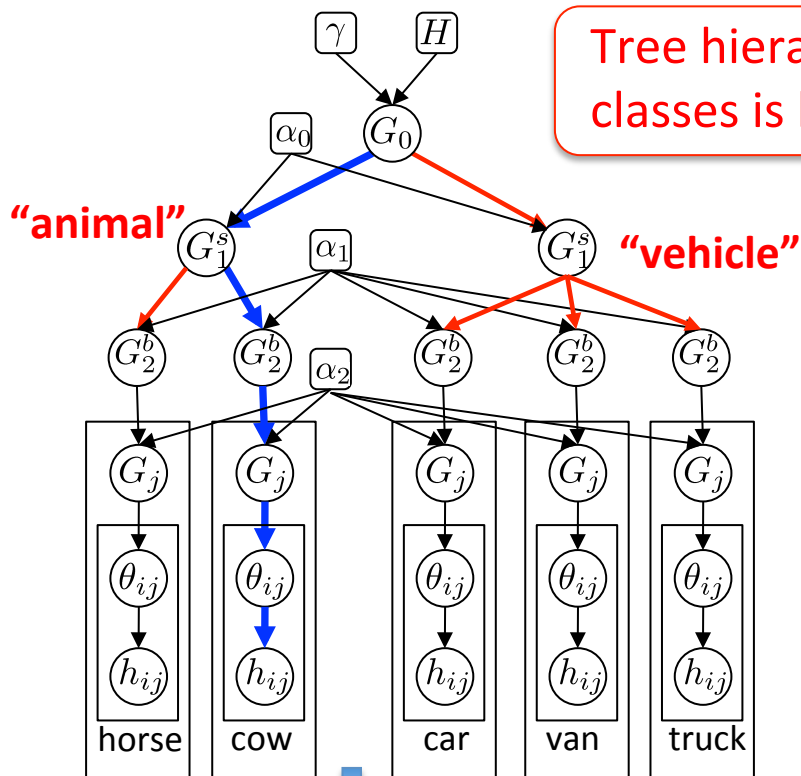 γ H
Tree hiera
classes is
α₀ G₀
"animal" G₁ˢ G₁ˢ "vehicle"
α₁
G₂ᵇ G₂ᵇ G₂ᵇ G₂ᵇ G₂ᵇ
α₂
Gⱼ Gⱼ Gⱼ Gⱼ Gⱼ
θᵢⱼ θᵢⱼ θᵢⱼ θᵢⱼ θᵢⱼ
hᵢⱼ hᵢⱼ hᵢⱼ hᵢⱼ hᵢⱼ
horse cow car van truck